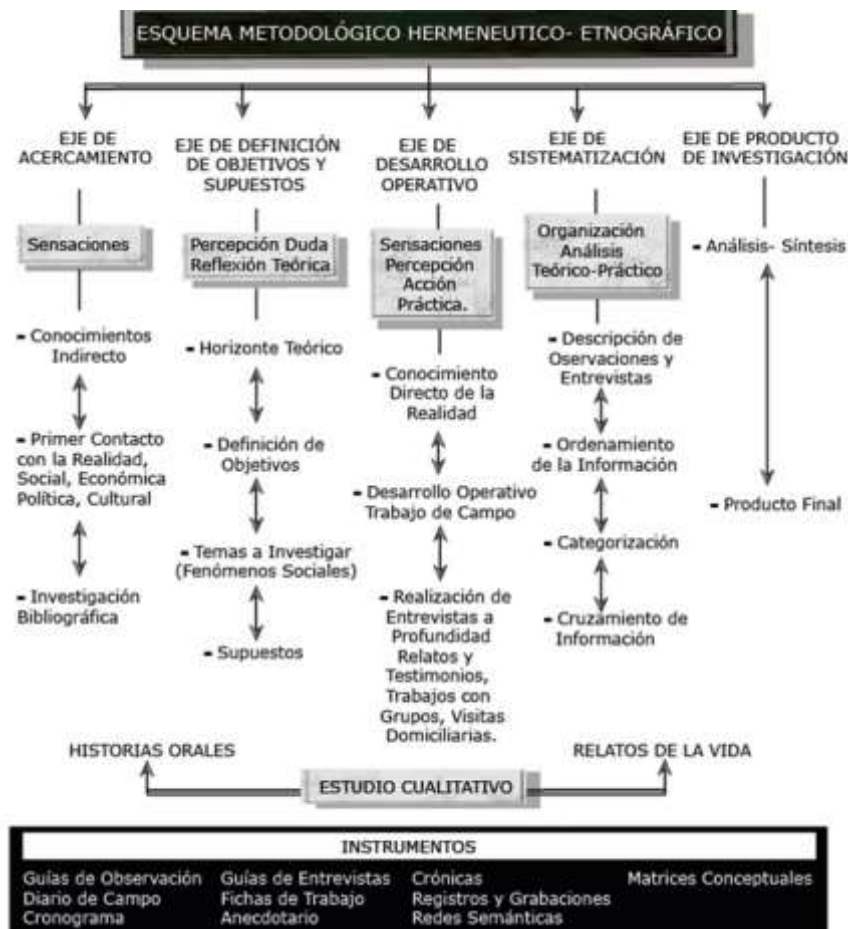 ESQUEMA METODOLÓGICO HERMENEUTICO- ETNOGRÁFICO
EJE DE
ACERCAMIENTO
Sensaciones
- Conocimientos
Indirecto
- Primer Contacto
con la Realidad,
Social, Económica
Política, Cultural
- Investigación
Bibliográfica
EJE DE DEFINICIÓN
DE OBJETIVOS Y
SUPUESTOS
Percepción Duda
Reflexión Teórica
- Horizonte Teórico
- Definición de
Objetivos
- Temas a Investigar
(Fenómenos Sociales)
- Supuestos
EJE DE
DESARROLLO
OPERATIVO
Sensaciones
Percepción
Acción
Práctica.
- Conocimiento
Directo de la
Realidad
- Desarrollo Operativo
Trabajo de Campo
- Realización de
Entrevistas a
Profundidad
Relatos y
Testimonios,
Trabajos con
Grupos, Visitas
Domiciliarias.
EJE DE
SISTEMATIZACIÓN
Organización
Análisis
Teórico-Práctico
- Descripción de
Oservaciones y
Entrevistas
- Ordenamiento
de la Información
- Categorización
- Cruzamiento de
Información
EJE DE PRODUCTO
DE INVESTIGACIÓN
- Análisis- Síntesis
- Producto Final
HISTORIAS ORALES
RELATOS DE LA VIDA
ESTUDIO CUALITATIVO
INSTRUMENTOS
Guías de Observación
Diario de Campo
Cronograma
Guías de Entrevistas
Fichas de Trabajo
Anecdotario
Crónicas
Registros y Grabaciones
Redes Semánticas
Matrices Conceptuales